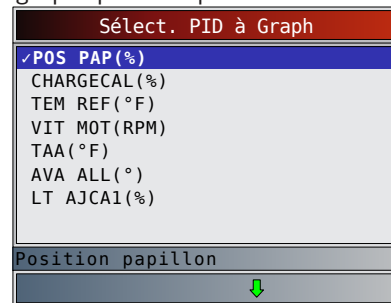 Sélect. PID à Graph
✓POS PAP(%)
CHARGECAL(%)
TEM REF(°F)
VIT MOT(RPM)
TAA(°F)
AVA ALL(°)
LT AJCA1(%)
Position papillon